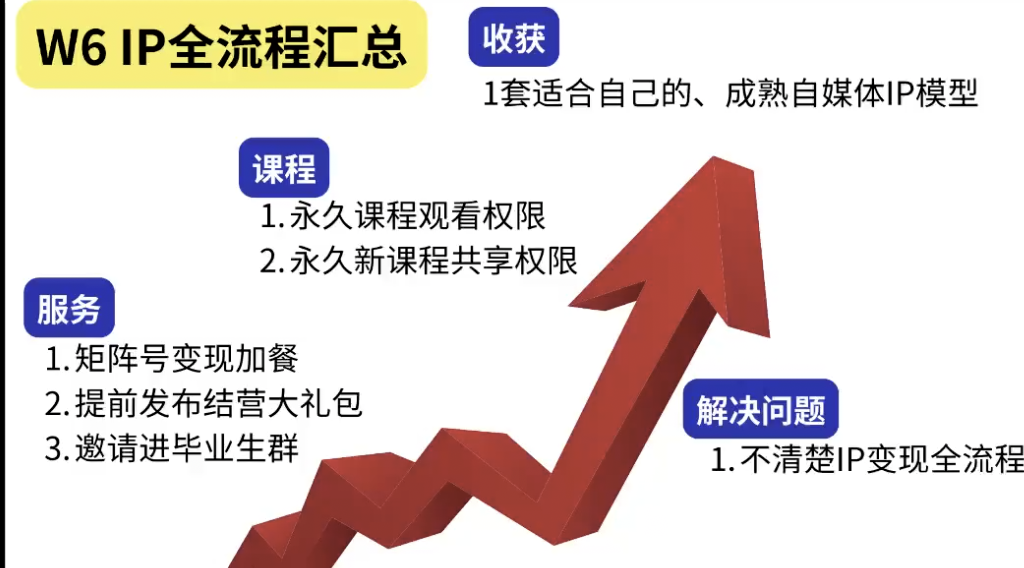 W6 IP全流程汇总
收获
1套适合自己的、成熟自媒体IP模型
课程
1.永久课程观看权限
2.永久新课程共享权限
服务
1.矩阵号变现加餐
2.提前发布结营大礼包
3.邀请进毕业生群
解决问题
1.不清楚IP变现全流程